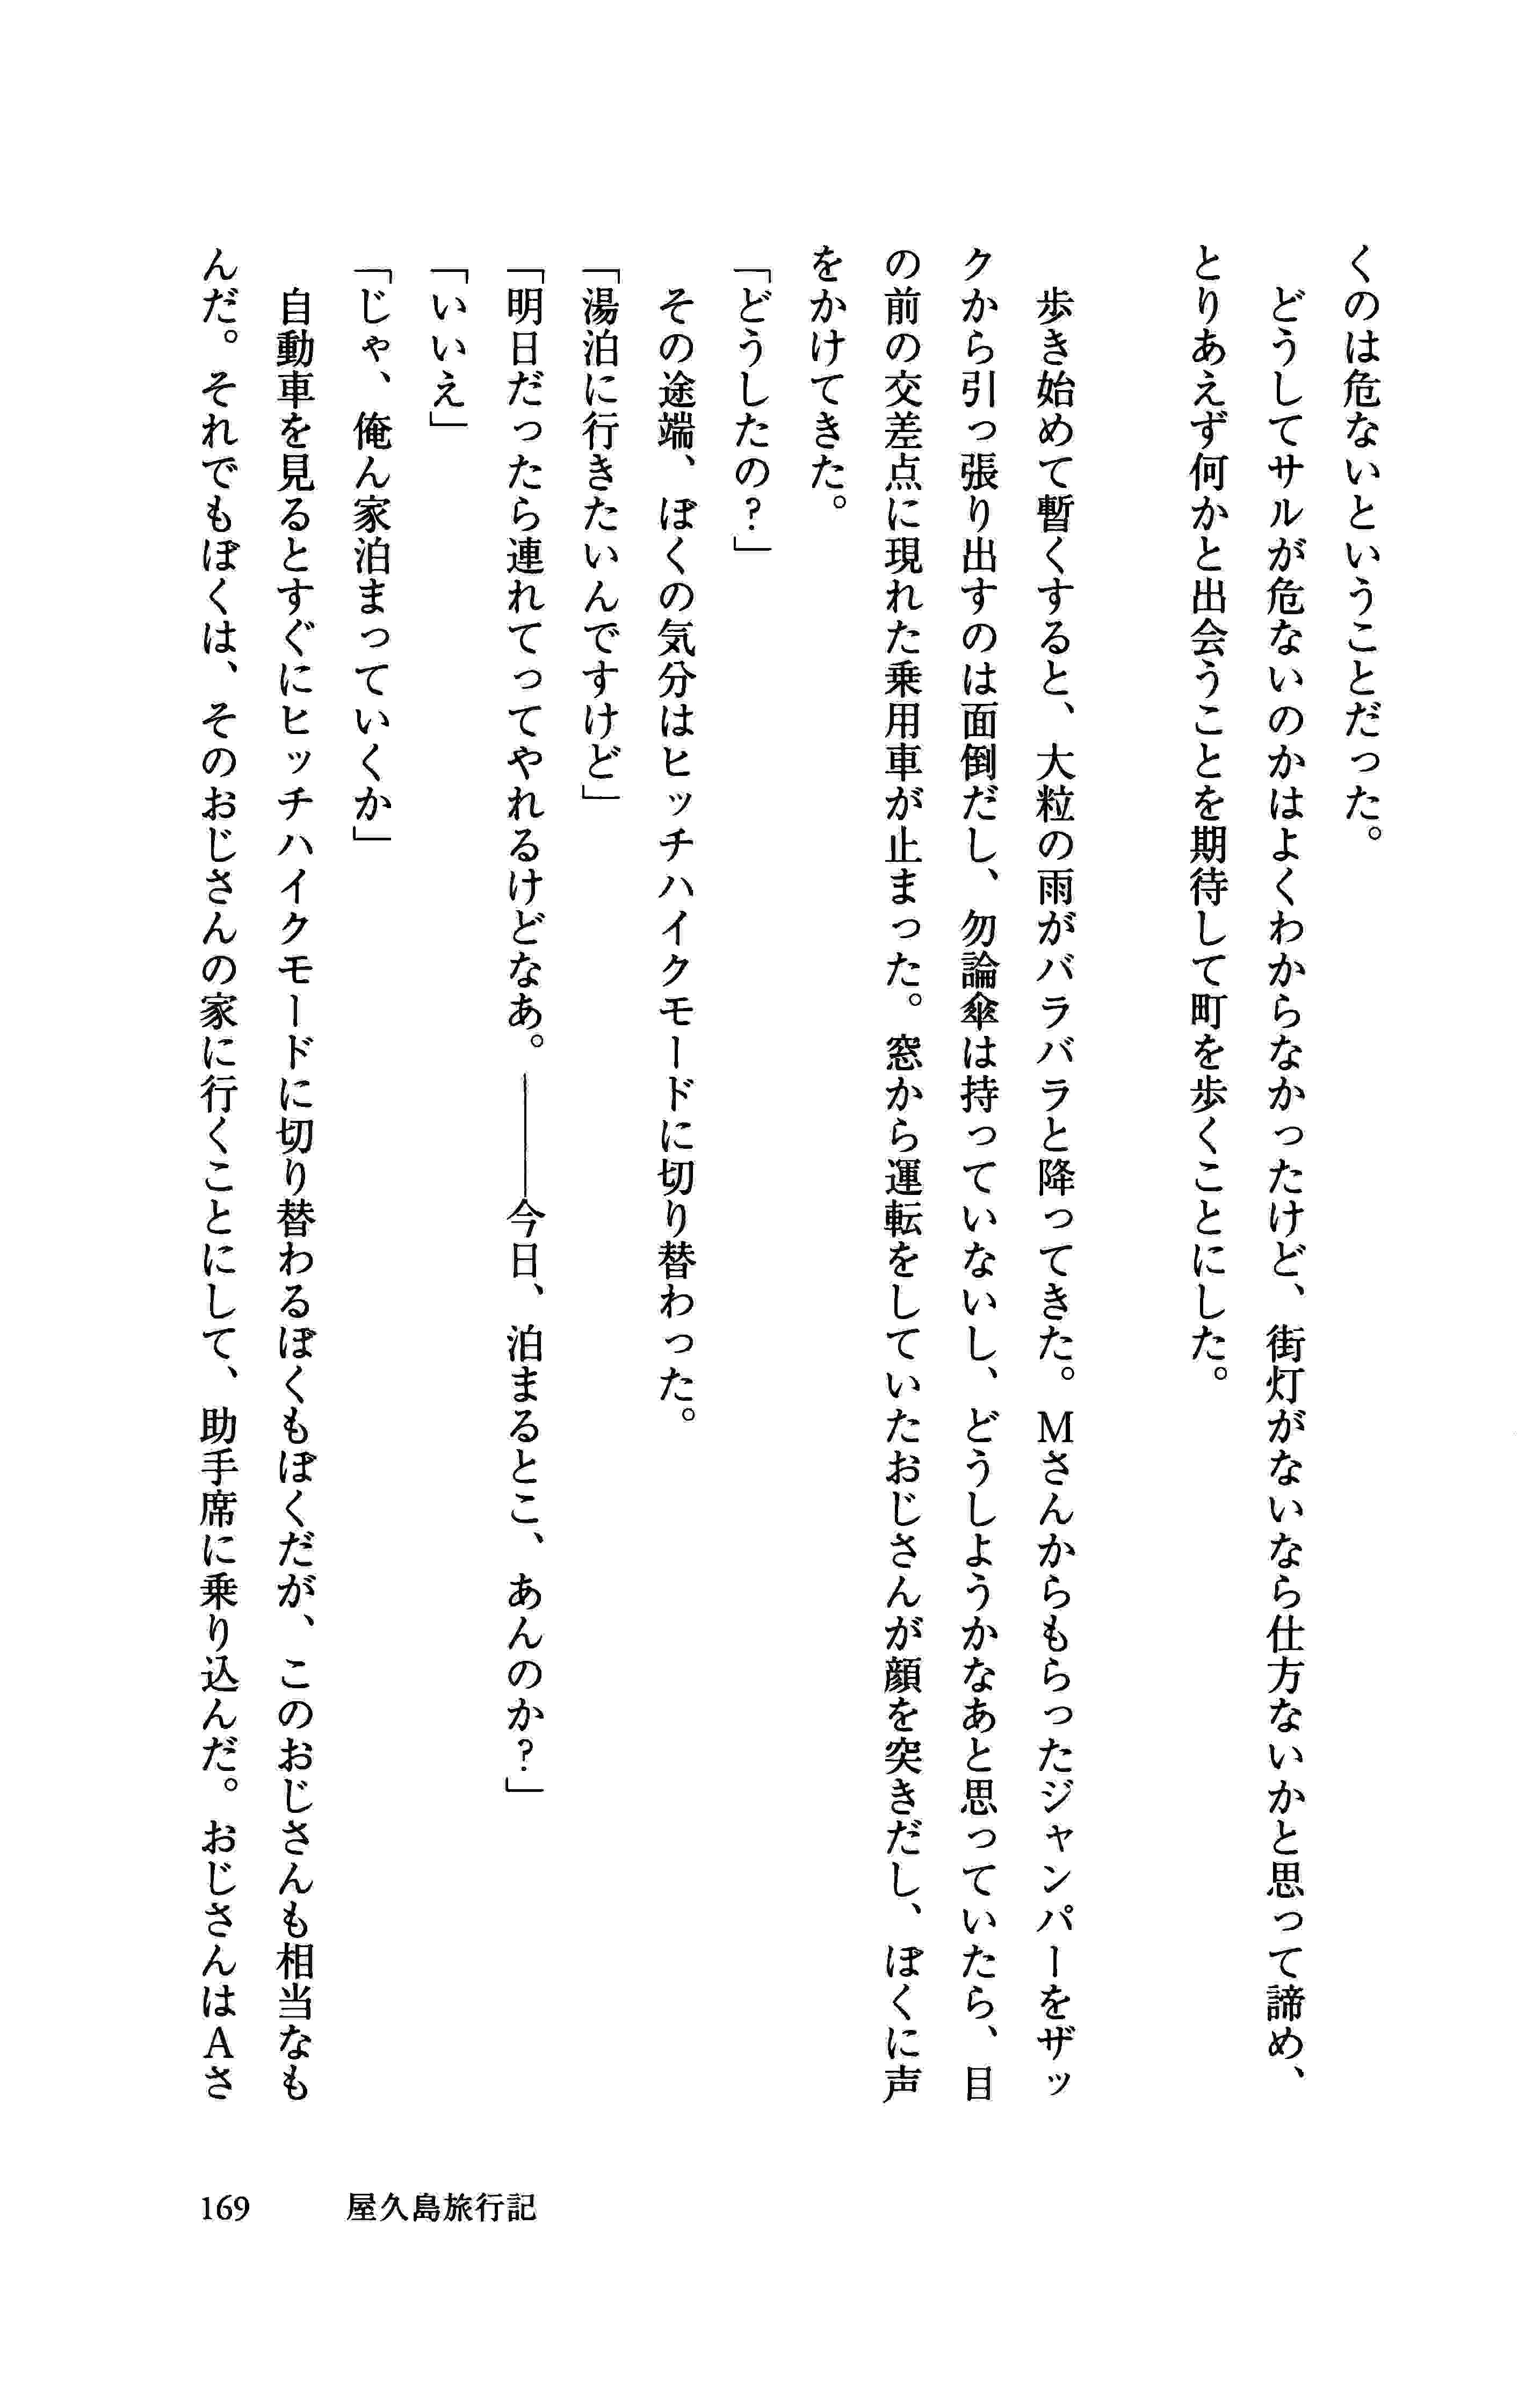 くのは危ないということだった。
　どうしてサルが危ないのかはよくわからなかったけど、街灯がないなら仕方ないかと思って諦め、
とりあえず何かと出会うことを期待して町を歩くことにした。
　歩き始めて暫くすると、大粒の雨がバラバラと降ってきた。Mさんからもらったジャンパーをザッ
クから引っ張り出すのは面倒だし、勿論傘は持っていないし、どうしようかなあと思っていたら、目
の前の交差点に現れた乗用車が止まった。窓から運転をしていたおじさんが顔を突きだし、ぼくに声
をかけてきた。
「どうしたの？」
　その途端、ぼくの気分はヒッチハイクモードに切り替わった。
「湯泊に行きたいんですけど」
「明日だったら連れてってやれるけどなあ。―――今日、泊まるとこ、あんのか？」
「いいえ」
「じゃ、俺ん家泊まっていくか」
　自動車を見るとすぐにヒッチハイクモードに切り替わるぼくもぼくだが、このおじさんも相当なも
んだ。それでもぼくは、そのおじさんの家に行くことにして、助手席に乗り込んだ。おじさんはAさ
169　屋久島旅行記